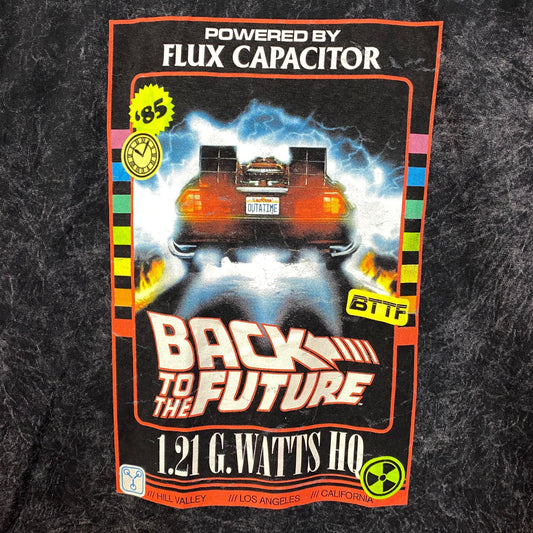 POWERED BY
FLUX CAPACITOR
'85
CALIFORNIA
OUTATIME
BTTF
BACK
TO THE FUTURE
1.21 G.WATTS HQ
/// HILL VALLEY /// LOS ANGELES /// CALIFORNIA